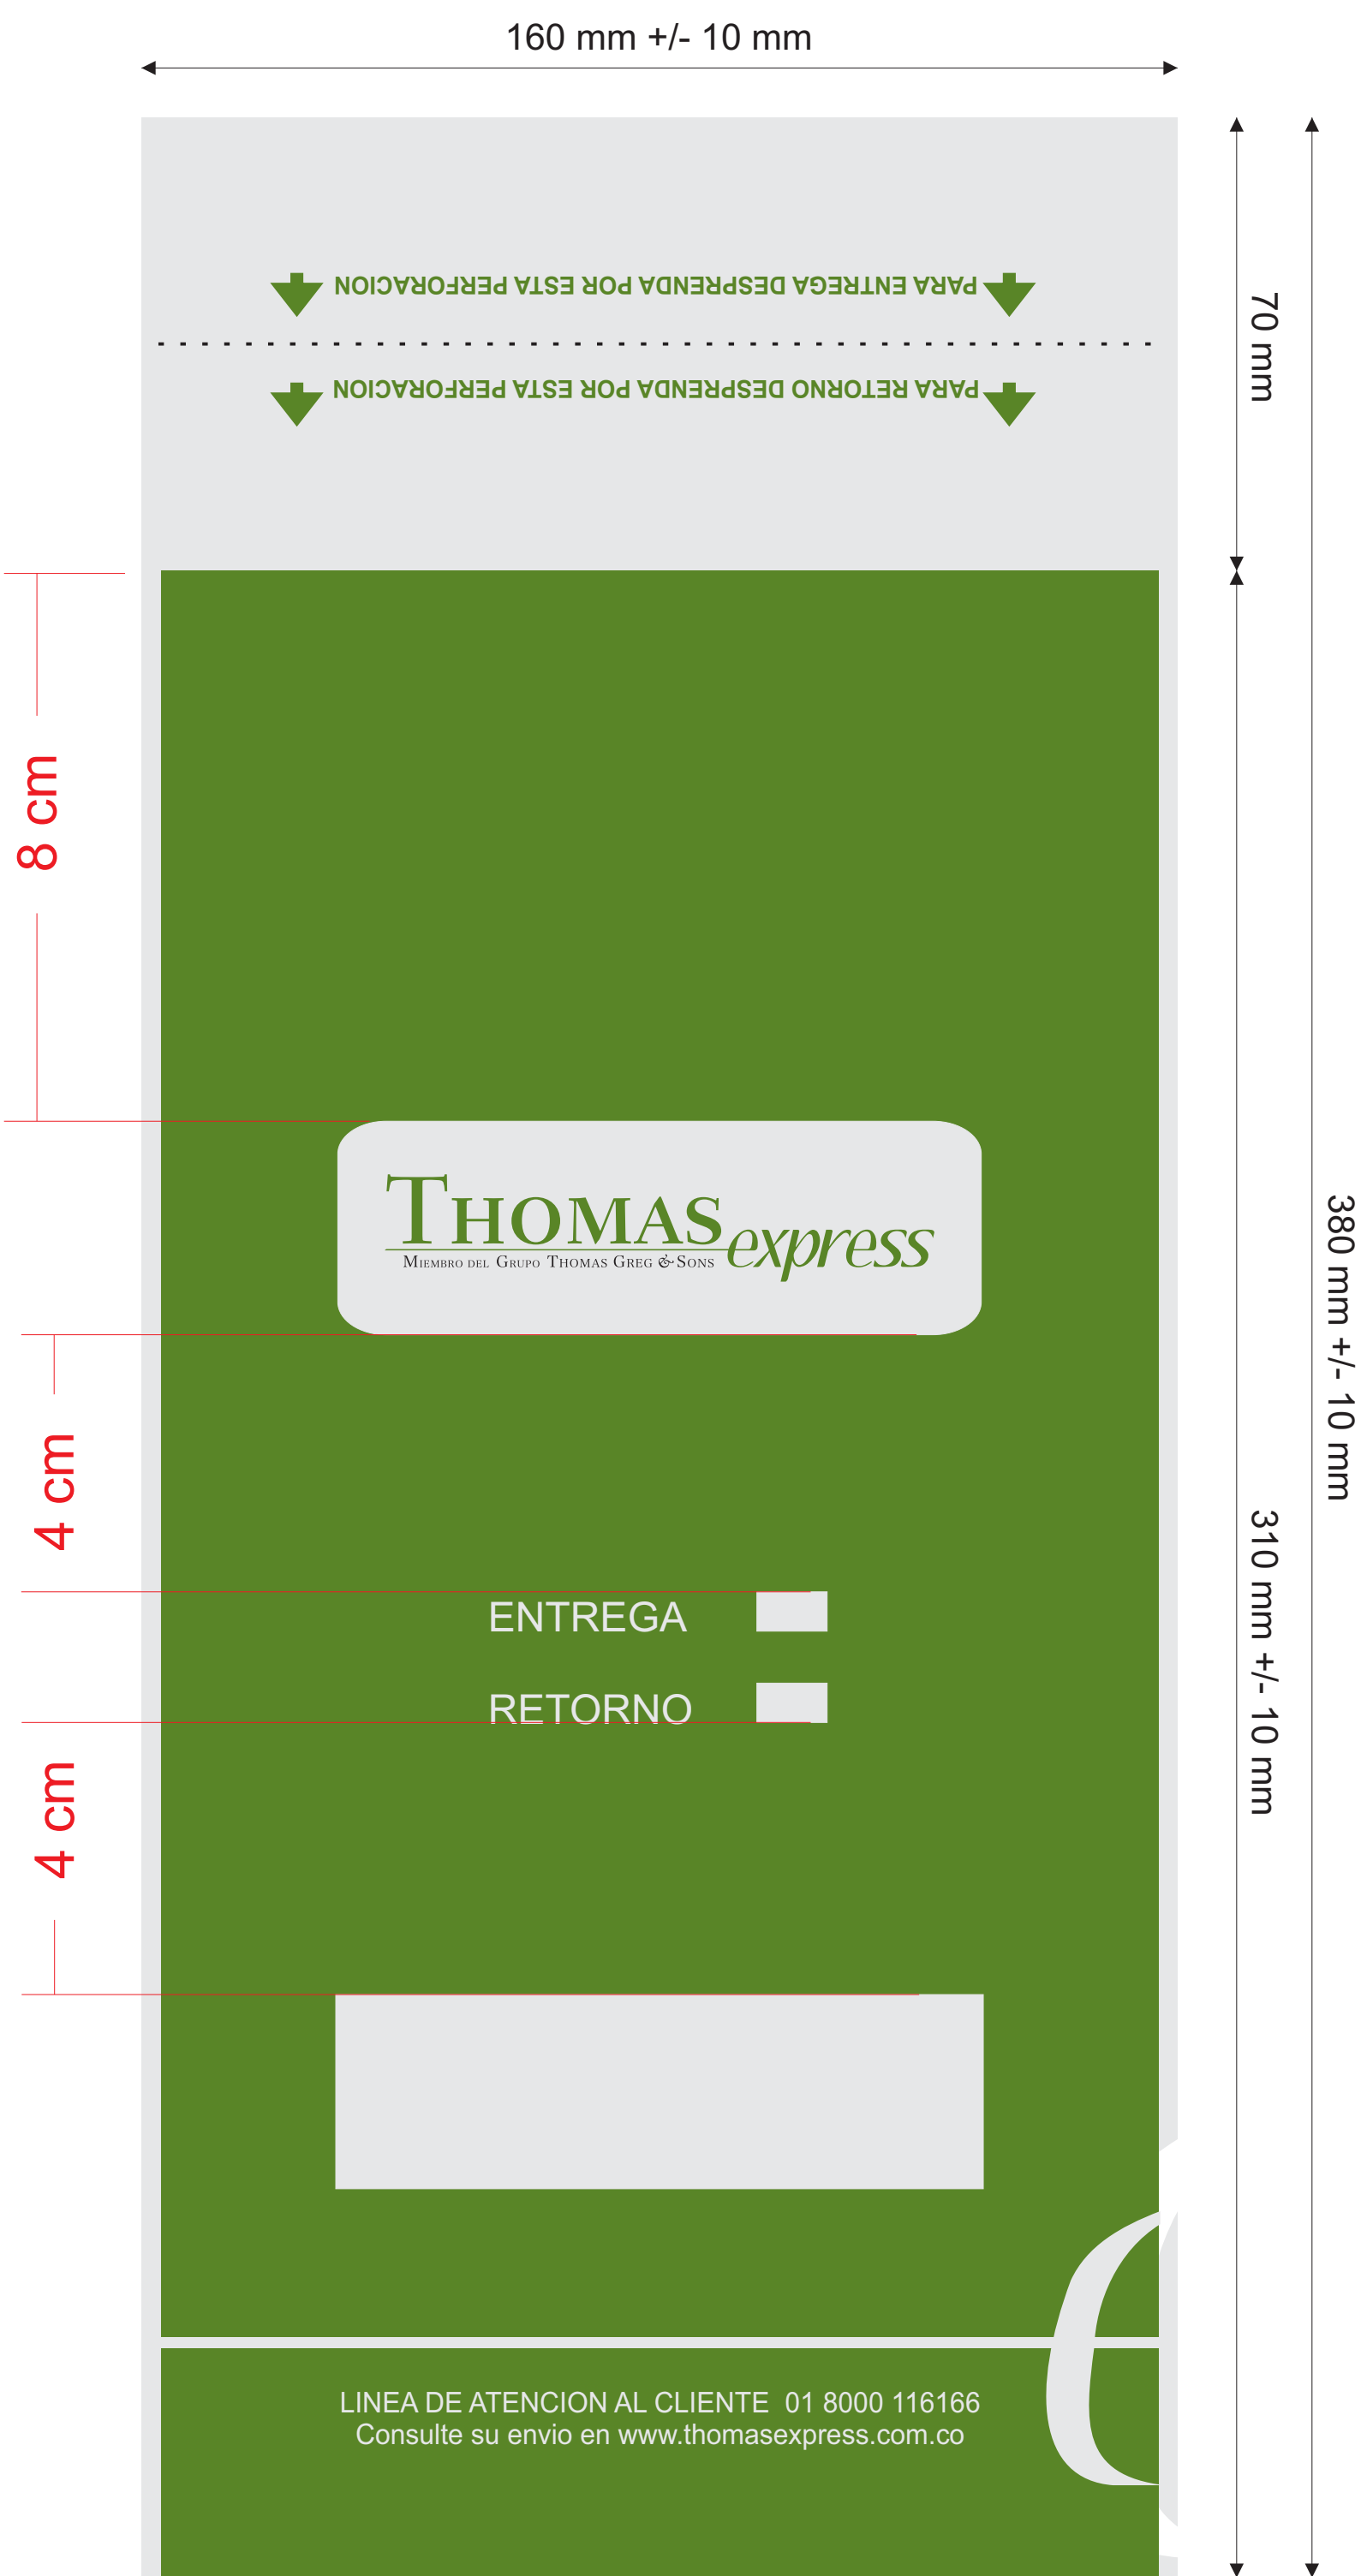 160 mm +/- 10 mm
PARA ENTREGA DESPRENDA POR ESTA PERFORACION
PARA RETORNO DESPRENDA POR ESTA PERFORACION
70 mm
8 cm
THOMAS express
MIEMBRO DEL GRUPO THOMAS GREG & SONS
380 mm +/- 10 mm
4 cm
310 mm +/- 10 mm
ENTREGA
RETORNO
4 cm
LINEA DE ATENCION AL CLIENTE 01 8000 116166
Consulte su envio en www.thomasexpress.com.co